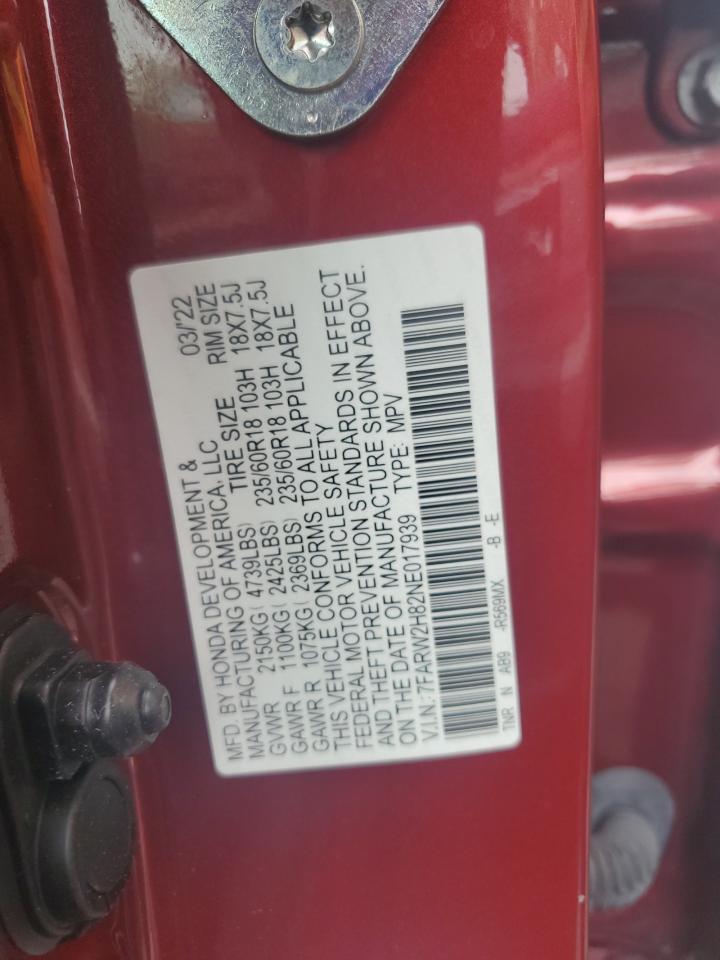 MFD. BY HONDA DEVELOPMENT & 03/'22
MANUFACTURING OF AMERICA, LLC
TIRE SIZE RIM SIZE
GVWR 2150KG( 4739LBS) 235/60R18 103H 18X7.5J
GAWR F 1100KG( 2425LBS) 235/60R18 103H 18X7.5J
GAWR R 1075KG( 2369LBS)
THIS VEHICLE CONFORMS TO ALL APPLICABLE
FEDERAL MOTOR VEHICLE SAFETY
AND THEFT PREVENTION STANDARDS IN EFFECT
ON THE DATE OF MANUFACTURE SHOWN ABOVE.
V.I.N.: 7FARW2H82NE017939 TYPE: MPV
TNR N AB9 -R569MX -B -E